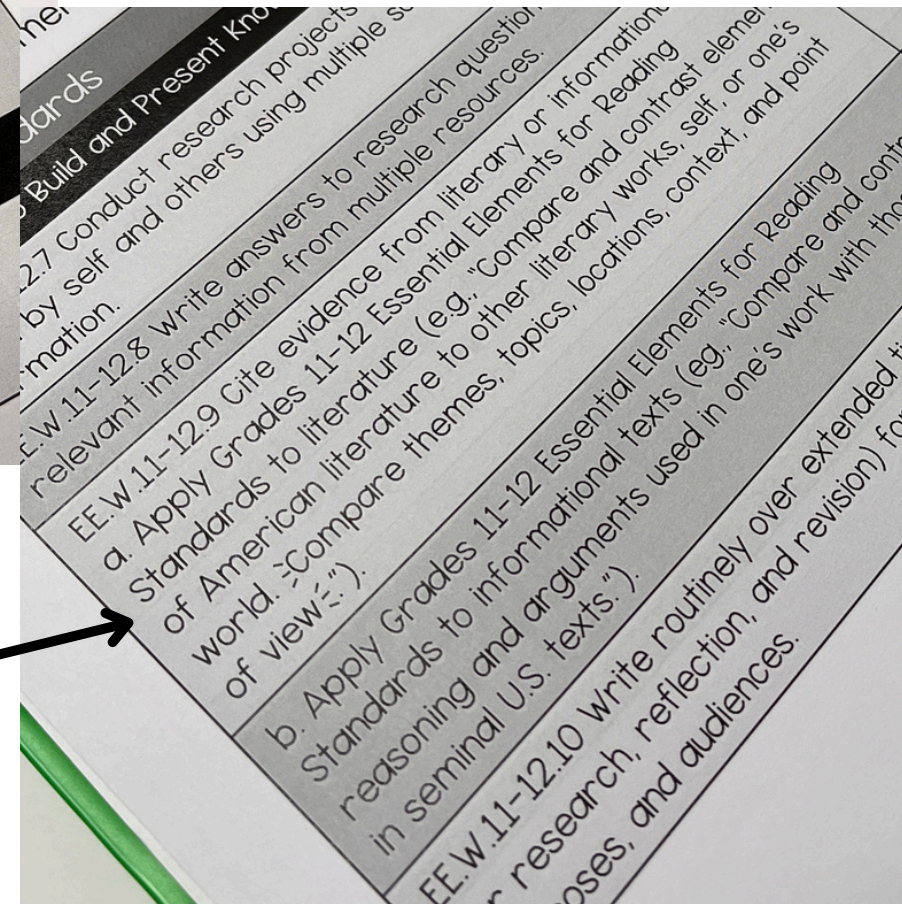 dards
Build and Present
2.7 Conduct research projects
by self and others using multiple
rmation.
E.W.11-12.8 Write answers to research question
relevant information from multiple resources.
EE.W.11-12.9 Cite evidence from literary or informationa
a. Apply Grades 11-12 Essential Elements for Reading
Standards to literature (e.g., "Compare and contrast elemen
of American literature to other literary works, self, or one's
world. Compare themes, topics, locations, context, and point
of view.").
b. Apply Grades 11-12 Essential Elements for Reading
Standards to informational texts (eg., "Compare and contr
reasoning and arguments used in one's work with tho
in seminal U.S. texts.").
EE.W.11-12.10 Write routinely over extended ti
r research, reflection, and revision) fo
oses, and audiences.